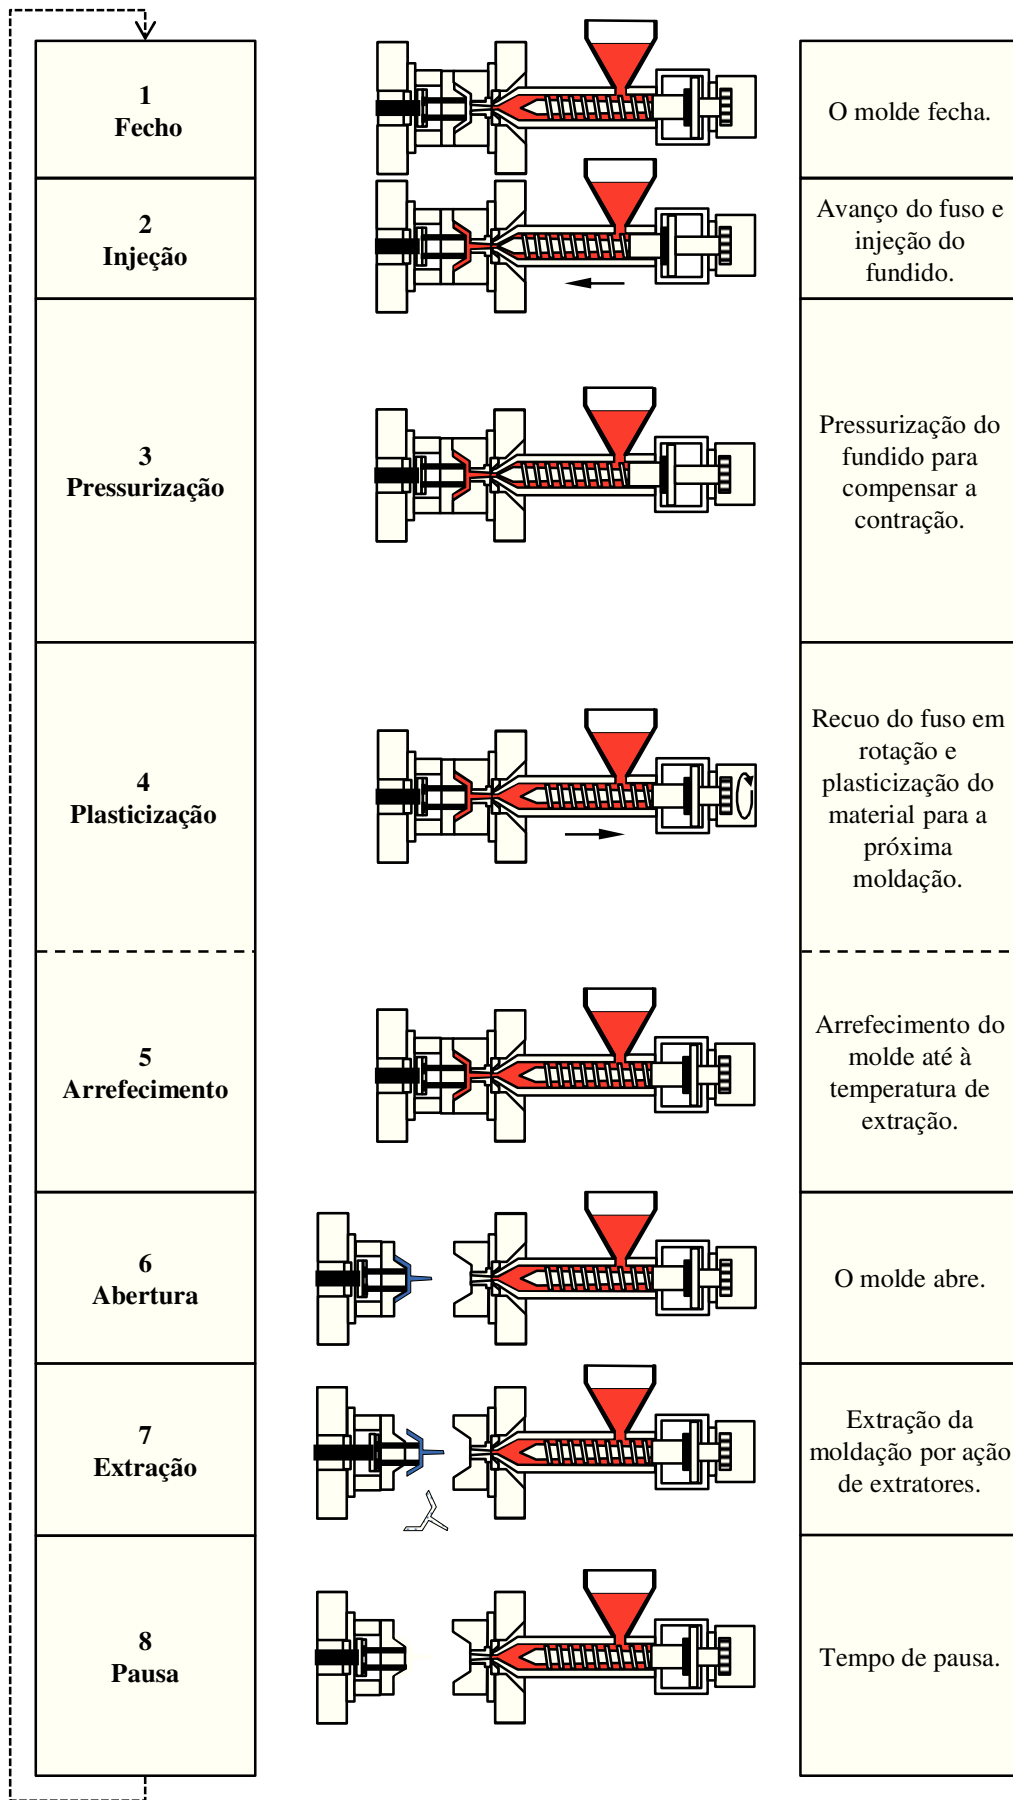 1
Fecho
O molde fecha.
2
Injeção
Avanço do fuso e
injeção do
fundido.
3
Pressurização
Pressurização do
fundido para
compensar a
contração.
4
Plasticização
Recuo do fuso em
rotação e
plasticização do
material para a
próxima
moldação.
5
Arrefecimento
Arrefecimento do
molde até à
temperatura de
extração.
6
Abertura
O molde abre.
7
Extração
Extração da
moldação por ação
de extratores.
8
Pausa
Tempo de pausa.